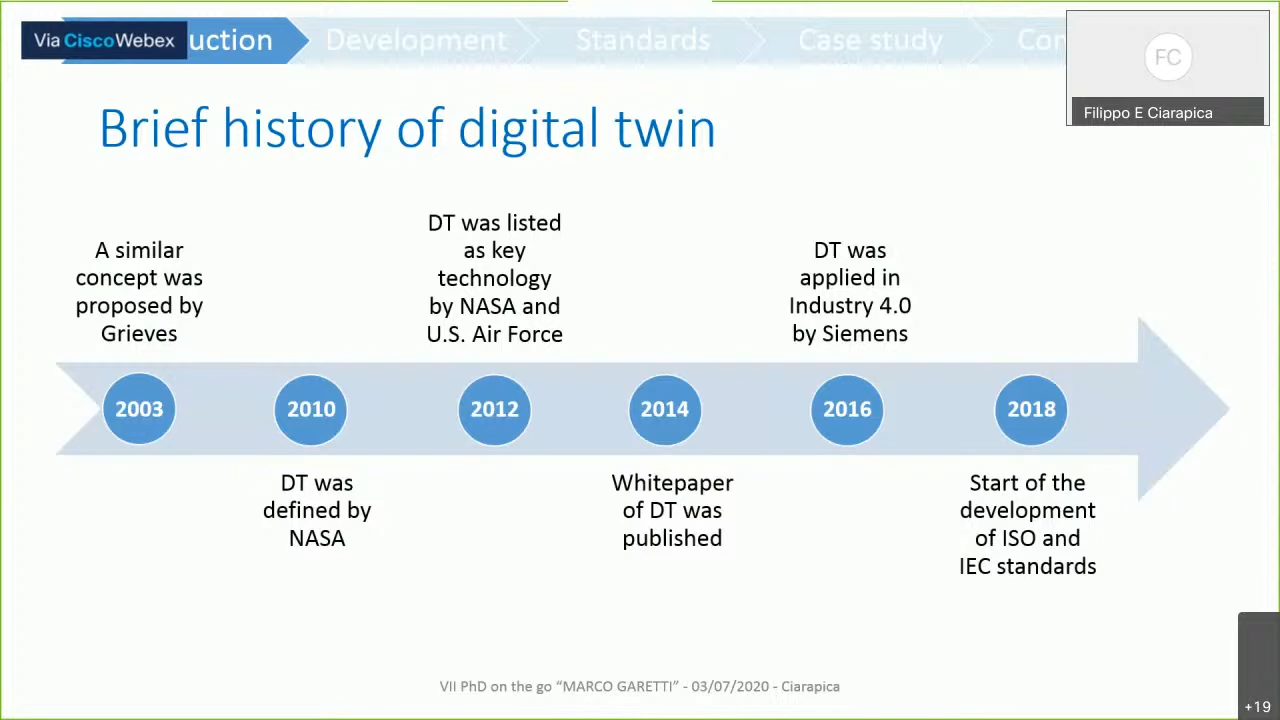 Via Cisco Webex
uction
Development
Standards
Case study
Con
FC
Filippo E Ciarapica
Brief history of digital twin
A similar
concept was
proposed by
Grieves
DT was listed
as key
technology
by NASA and
U.S. Air Force
DT was
applied in
Industry 4.0
by Siemens
2003
2010
2012
2014
2016
2018
DT was
defined by
NASA
Whitepaper
of DT was
published
Start of the
development
of ISO and
IEC standards
VII PhD on the go “MARCO GARETTI” - 03/07/2020 - Ciarapica
+19